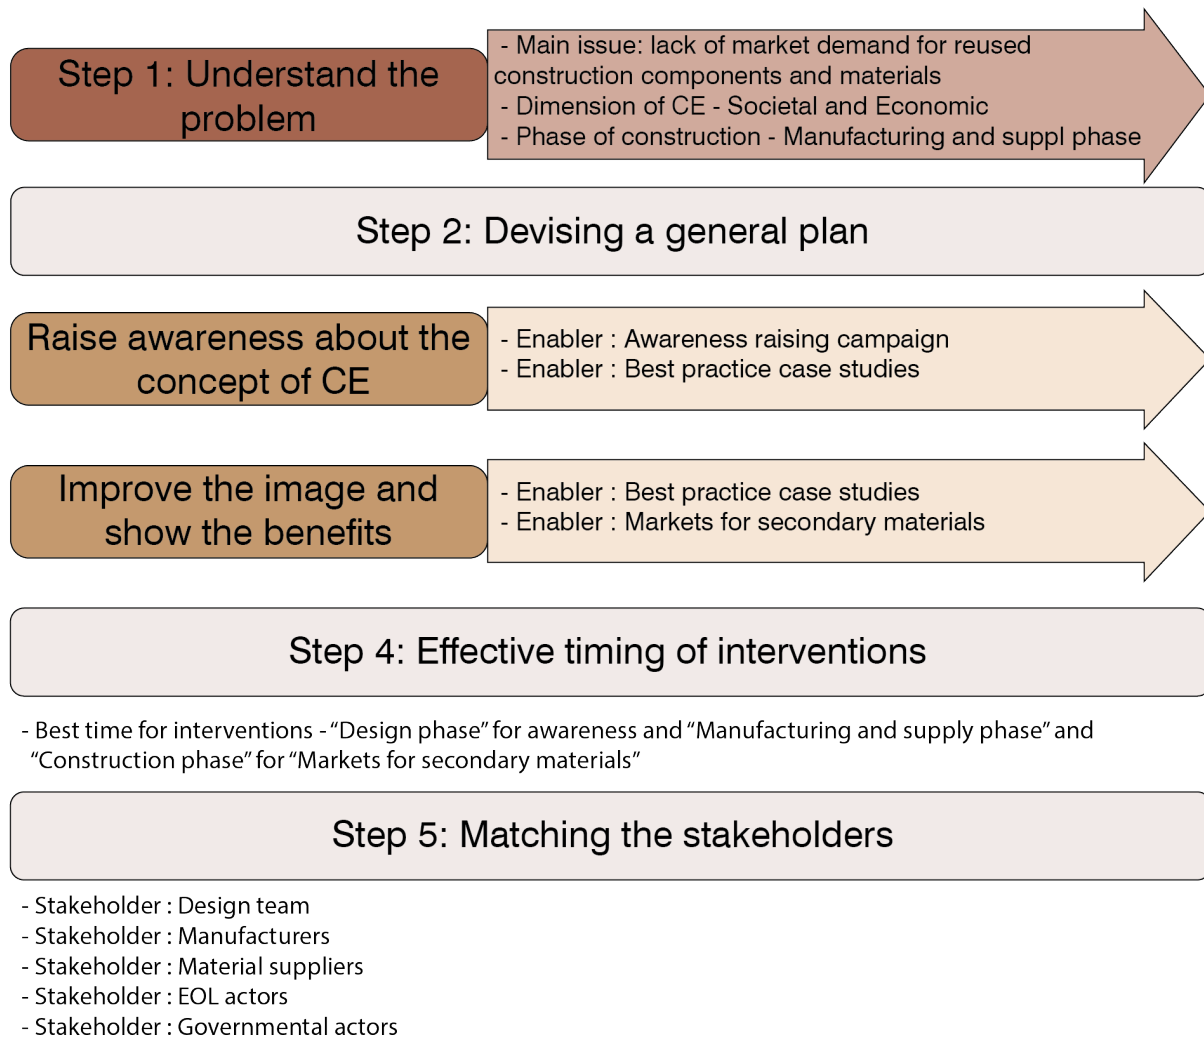 Step 1: Understand the
problem
- Main issue: lack of market demand for reused
construction components and materials
- Dimension of CE - Societal and Economic
- Phase of construction - Manufacturing and suppl phase
Step 2: Devising a general plan
Raise awareness about the
concept of CE
- Enabler : Awareness raising campaign
- Enabler : Best practice case studies
Improve the image and
show the benefits
- Enabler : Best practice case studies
- Enabler : Markets for secondary materials
Step 4: Effective timing of interventions
- Best time for interventions - “Design phase” for awareness and “Manufacturing and supply phase” and
“Construction phase” for “Markets for secondary materials”
Step 5: Matching the stakeholders
- Stakeholder : Design team
- Stakeholder : Manufacturers
- Stakeholder : Material suppliers
- Stakeholder : EOL actors
- Stakeholder : Governmental actors